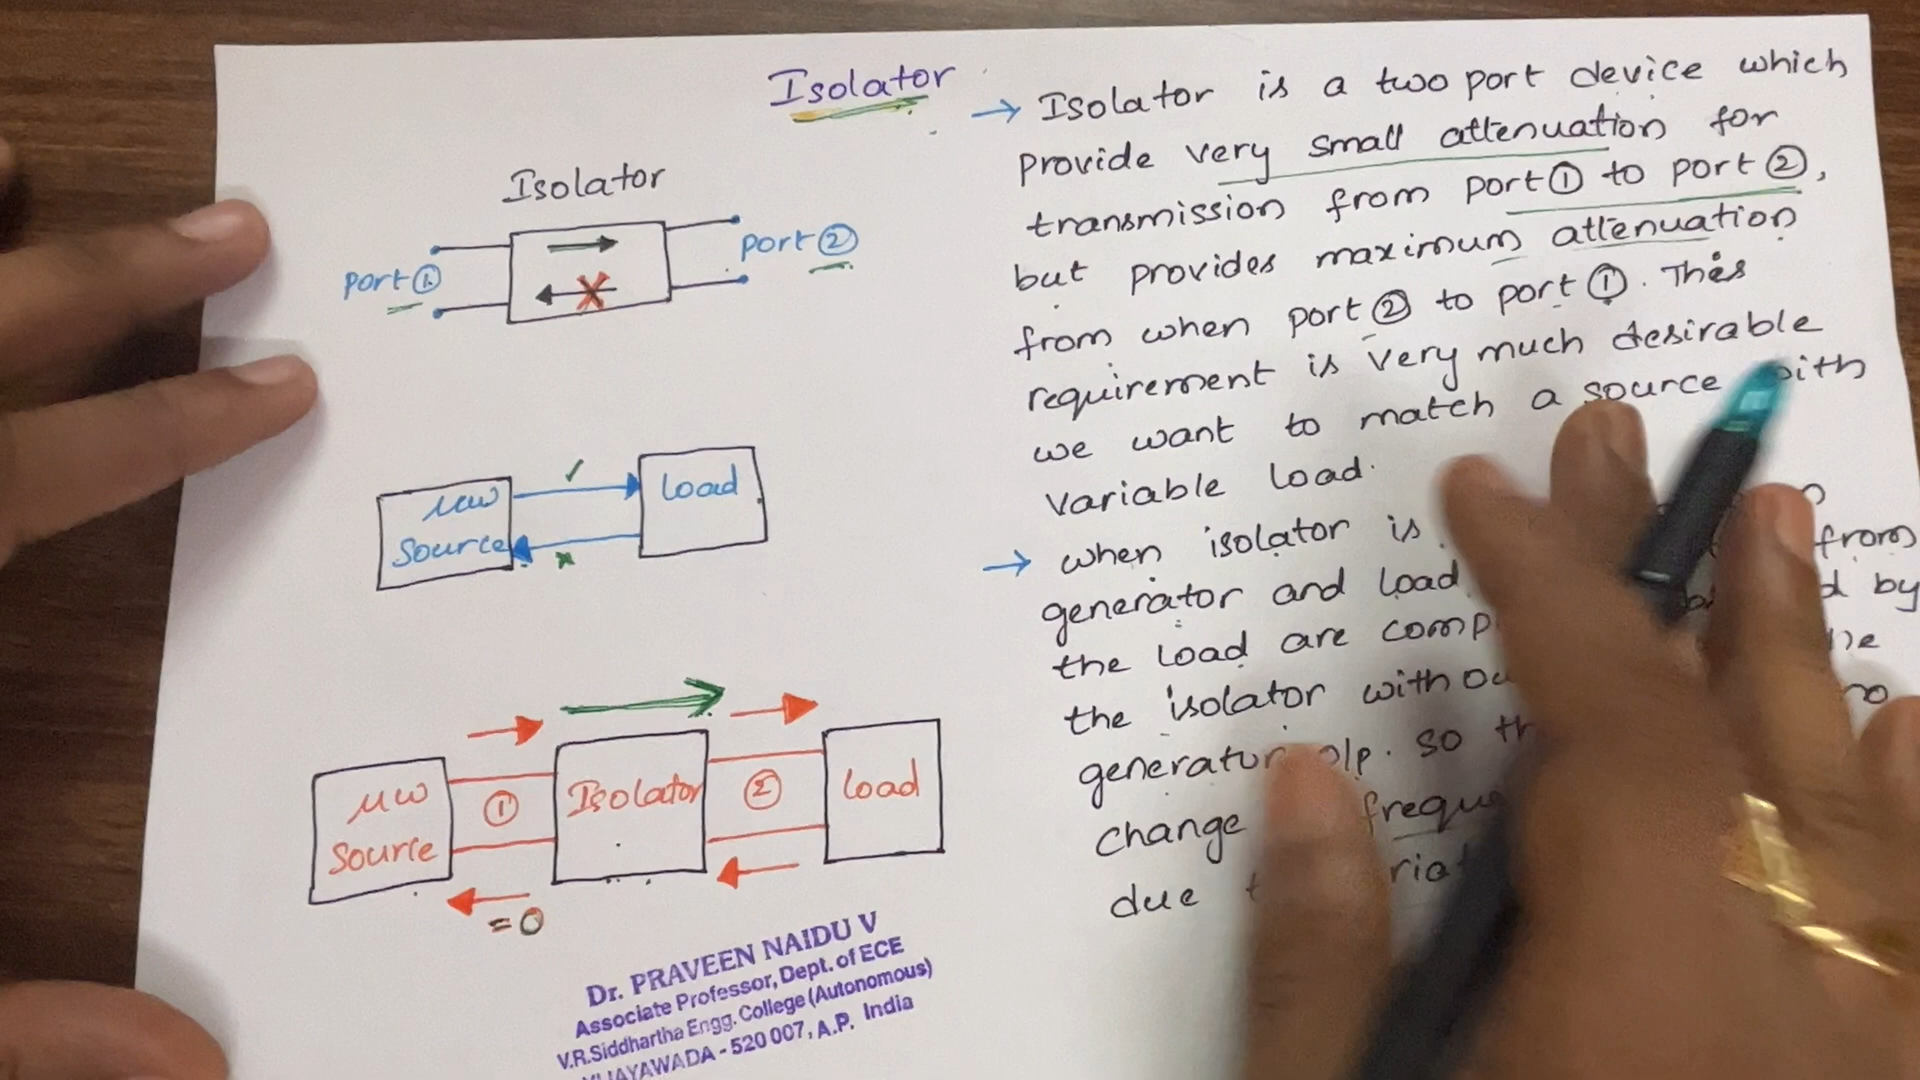 Isolator
Isolator
port ①
port ②
μw
Source
load
μw
Source
①
Isolator
②
load
= 0
Dr. PRAVEEN NAIDU V
Associate Professor, Dept. of ECE
V.R.Siddhartha Engg. College (Autonomous)
VIJAYAWADA - 520 007, A.P. India
→ Isolator is a two port device which
provide very small attenuation for
transmission from port ① to port ②,
but provides maximum attenuation
from when port ② to port ①. This
requirement is very much desirable
we want to match a source with
variable load.
→ when isolator is
generator and load from
the load are by
the isolator
generator o/p. so
change
due